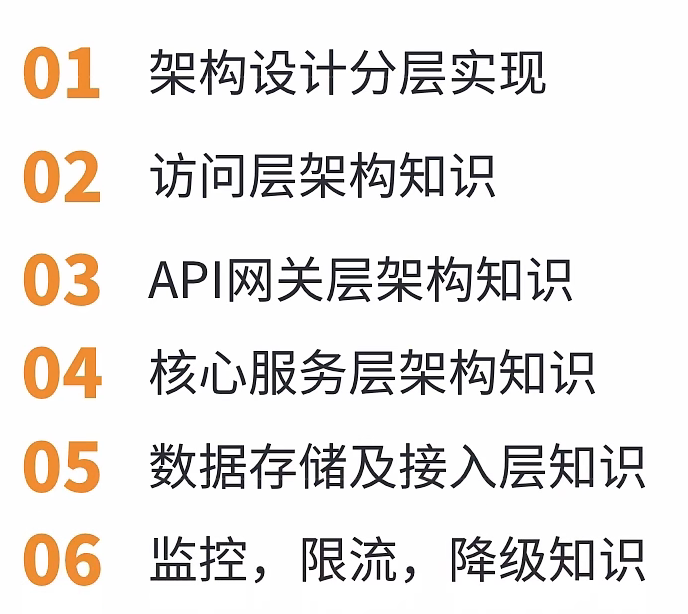 01 架构设计分层实现
02 访问层架构知识
03 API网关层架构知识
04 核心服务层架构知识
05 数据存储及接入层知识
06 监控，限流，降级知识